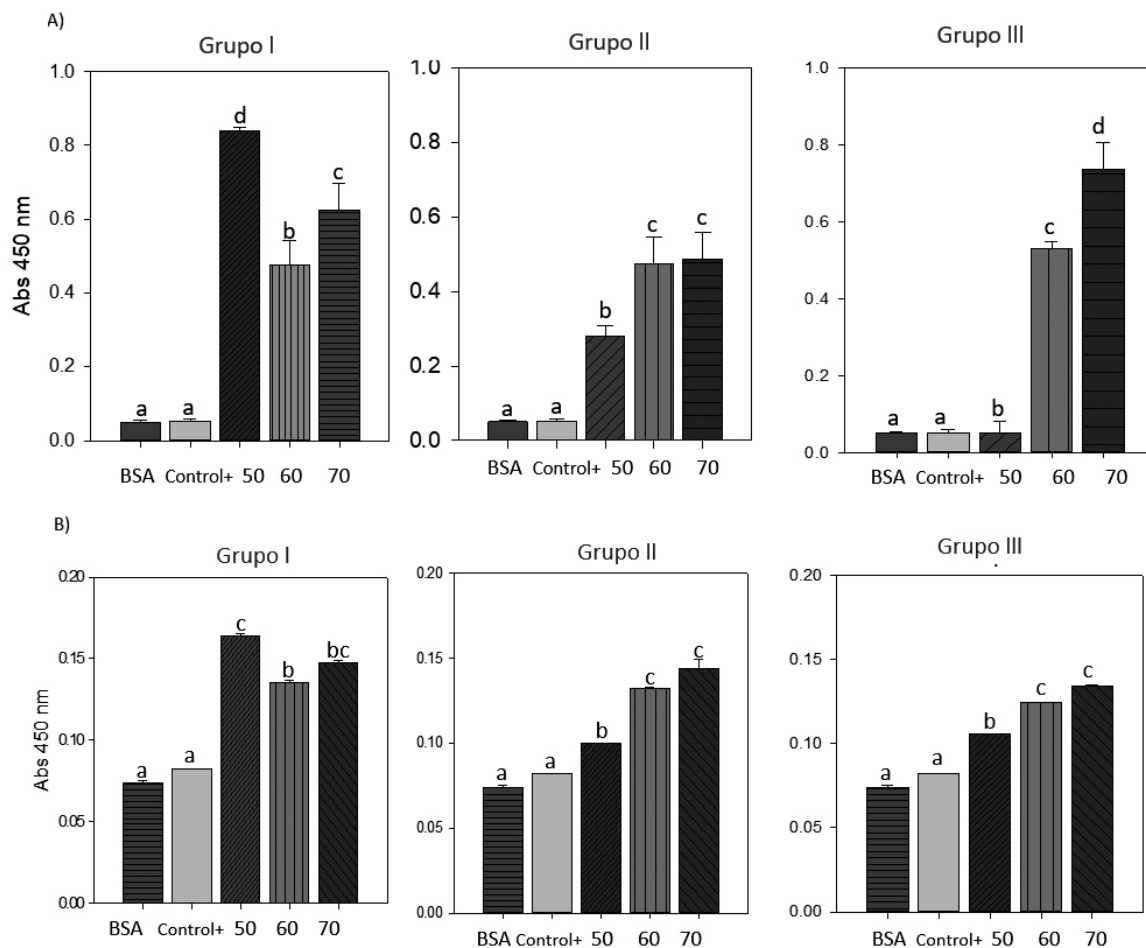 A)
Grupo I
Grupo II
Grupo III
Abs 450 nm
1.0
0.8
0.6
0.4
0.2
0.0
a
a
d
b
c
BSA Control+ 50 60 70
1.0
0.8
0.6
0.4
0.2
0.0
a
a
b
c
c
BSA Control+ 50 60 70
1.0
0.8
0.6
0.4
0.2
0.0
a
a
b
c
d
BSA Control+ 50 60 70
B)
Grupo I
Grupo II
Grupo III
Abs 450 nm
0.20
0.15
0.10
0.05
0.00
a
a
c
b
bc
BSA Control+ 50 60 70
0.20
0.15
0.10
0.05
0.00
a
a
b
c
c
BSA Control+ 50 60 70
0.20
0.15
0.10
0.05
0.00
a
a
b
c
c
BSA Control+ 50 60 70